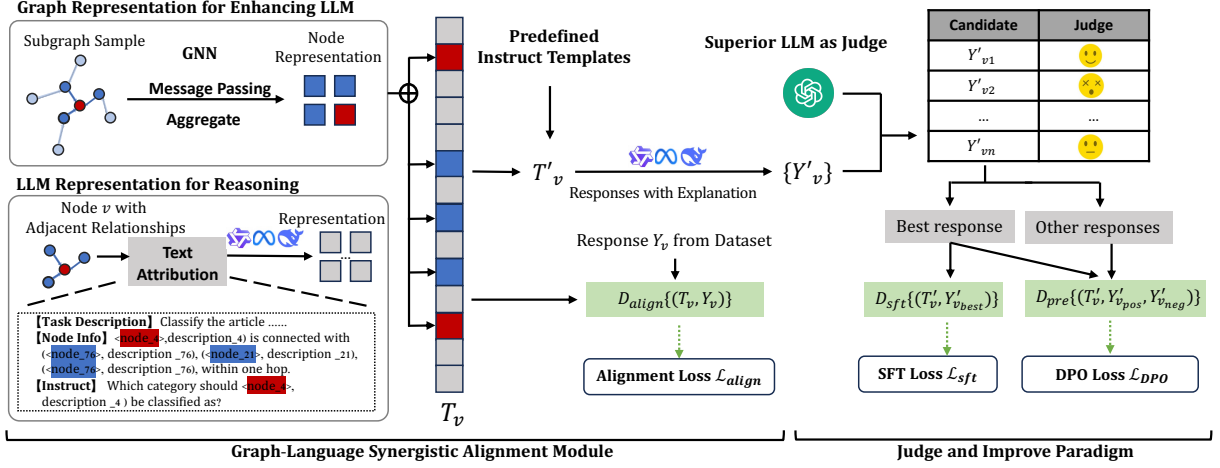 Graph Representation for Enhancing LLM
Subgraph Sample
GNN
Message Passing
Aggregate
Node
Representation
LLM Representation for Reasoning
Node v with
Adjacent Relationships
Text
Attribution
Representation
...
【Task Description】 Classify the article ......
【Node Info】 <node_4>,description_4) is connected with
(<node_76>, description _76), (<node_21>, description _21),
(<node_76>, description _76), within one hop.
【Instruct】 Which category should <node_4>,
description _4 ) be classified as?
T_v
Predefined
Instruct Templates
T'_v
Responses with Explanation
{Y'_v}
Response Y_v from Dataset
D_align{(T_v, Y_v)}
Alignment Loss ℒ_align
Graph-Language Synergistic Alignment Module
Superior LLM as Judge
Candidate Judge
Y'_v1
Y'_v2
... ...
Y'_vn
Best response
Other responses
D_sft{(T'_v, Y'_v_best)}
D_pre{(T'_v, Y'_v_pos, Y'_v_neg)}
SFT Loss ℒ_sft
DPO Loss ℒ_DPO
Judge and Improve Paradigm